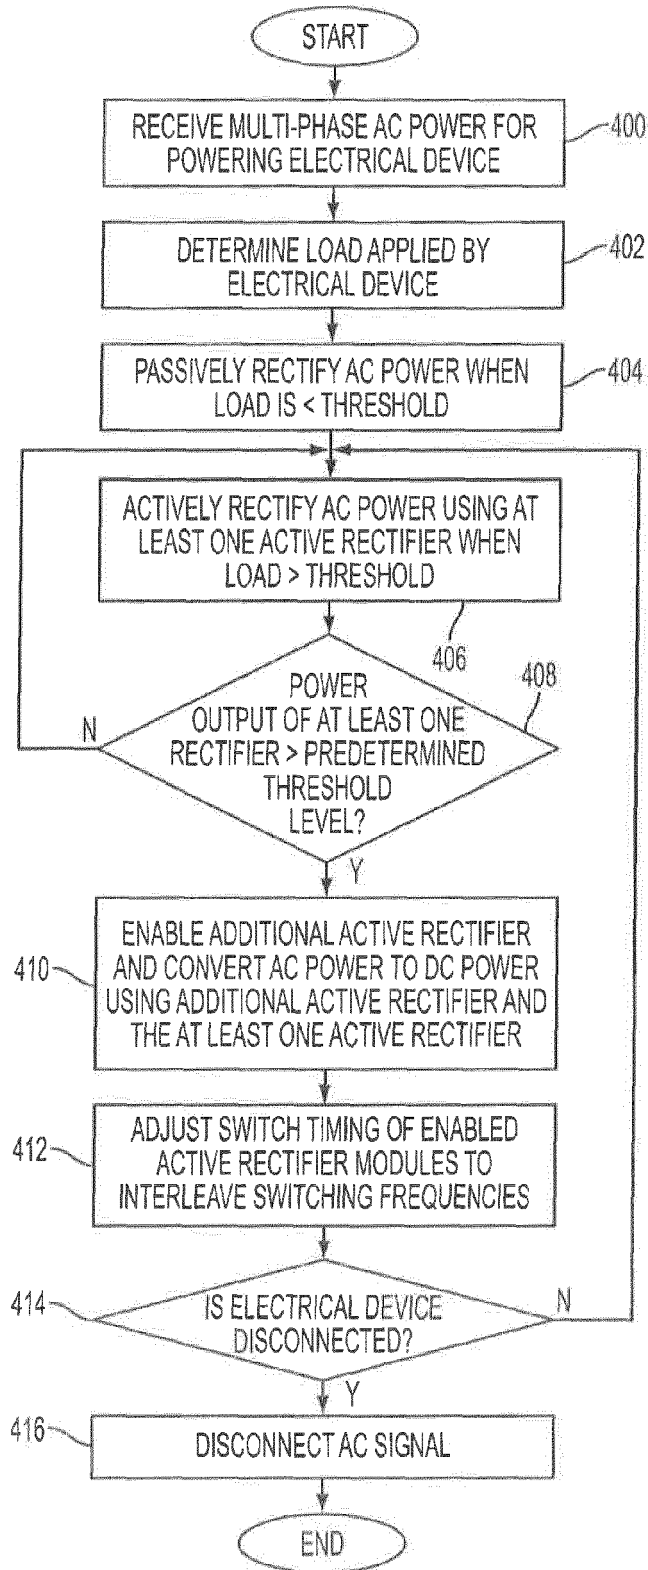 START
RECEIVE MULTI-PHASE AC POWER FOR
POWERING ELECTRICAL DEVICE
400
DETERMINE LOAD APPLIED BY
ELECTRICAL DEVICE
402
PASSIVELY RECTIFY AC POWER WHEN
LOAD IS < THRESHOLD
404
ACTIVELY RECTIFY AC POWER USING AT
LEAST ONE ACTIVE RECTIFIER WHEN
LOAD > THRESHOLD
406
408
POWER
OUTPUT OF AT LEAST ONE
RECTIFIER > PREDETERMINED
THRESHOLD
LEVEL?
N
Y
410
ENABLE ADDITIONAL ACTIVE RECTIFIER
AND CONVERT AC POWER TO DC POWER
USING ADDITIONAL ACTIVE RECTIFIER AND
THE AT LEAST ONE ACTIVE RECTIFIER
412
ADJUST SWITCH TIMING OF ENABLED
ACTIVE RECTIFIER MODULES TO
INTERLEAVE SWITCHING FREQUENCIES
414
IS ELECTRICAL DEVICE
DISCONNECTED?
N
Y
416
DISCONNECT AC SIGNAL
END